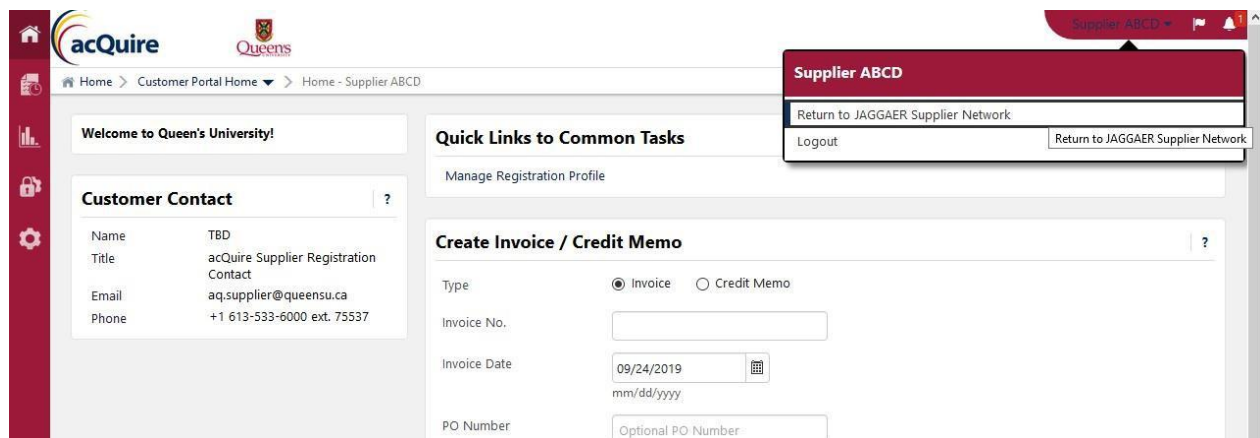 acQuire
Queens
Supplier ABCD
1
Home > Customer Portal Home > Home - Supplier ABCD
Supplier ABCD
Return to JAGGAER Supplier Network
Logout
Return to JAGGAER Supplier Network
Welcome to Queen's University!
Customer Contact ?
Name TBD
Title acQuire Supplier Registration
Contact
Email aq.supplier@queensu.ca
Phone +1 613-533-6000 ext. 75537
Quick Links to Common Tasks
Manage Registration Profile
Create Invoice / Credit Memo ?
Type Invoice Credit Memo
Invoice No.
Invoice Date 09/24/2019
mm/dd/yyyy
PO Number Optional PO Number